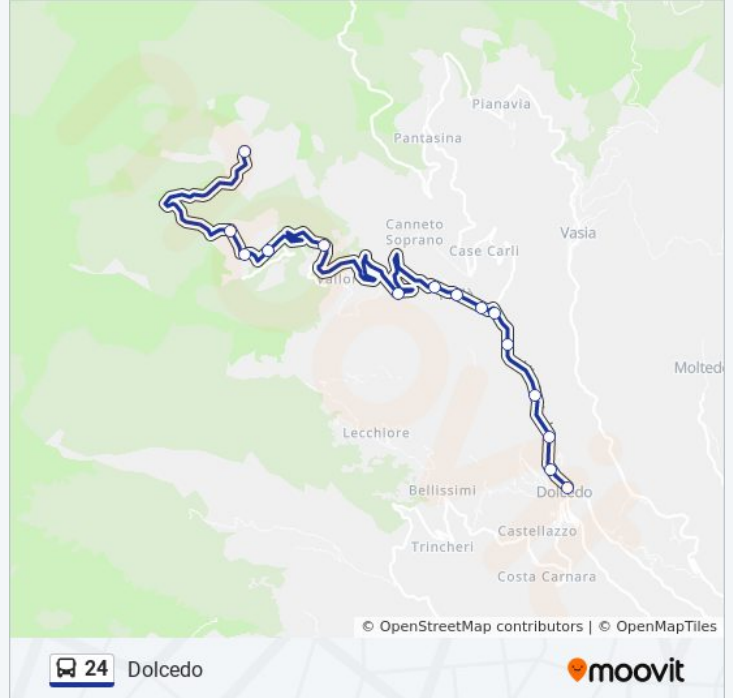 Pianavia
Pantasina
Canneto
Soprano
Vasia
Case Carli
Moltedo
Lecchiore
Bellissimi
Dolcedo
Castellazzo
Trincheri
Costa Carnara
© OpenStreetMap contributors | © OpenMapTiles
24 Dolcedo
moovit